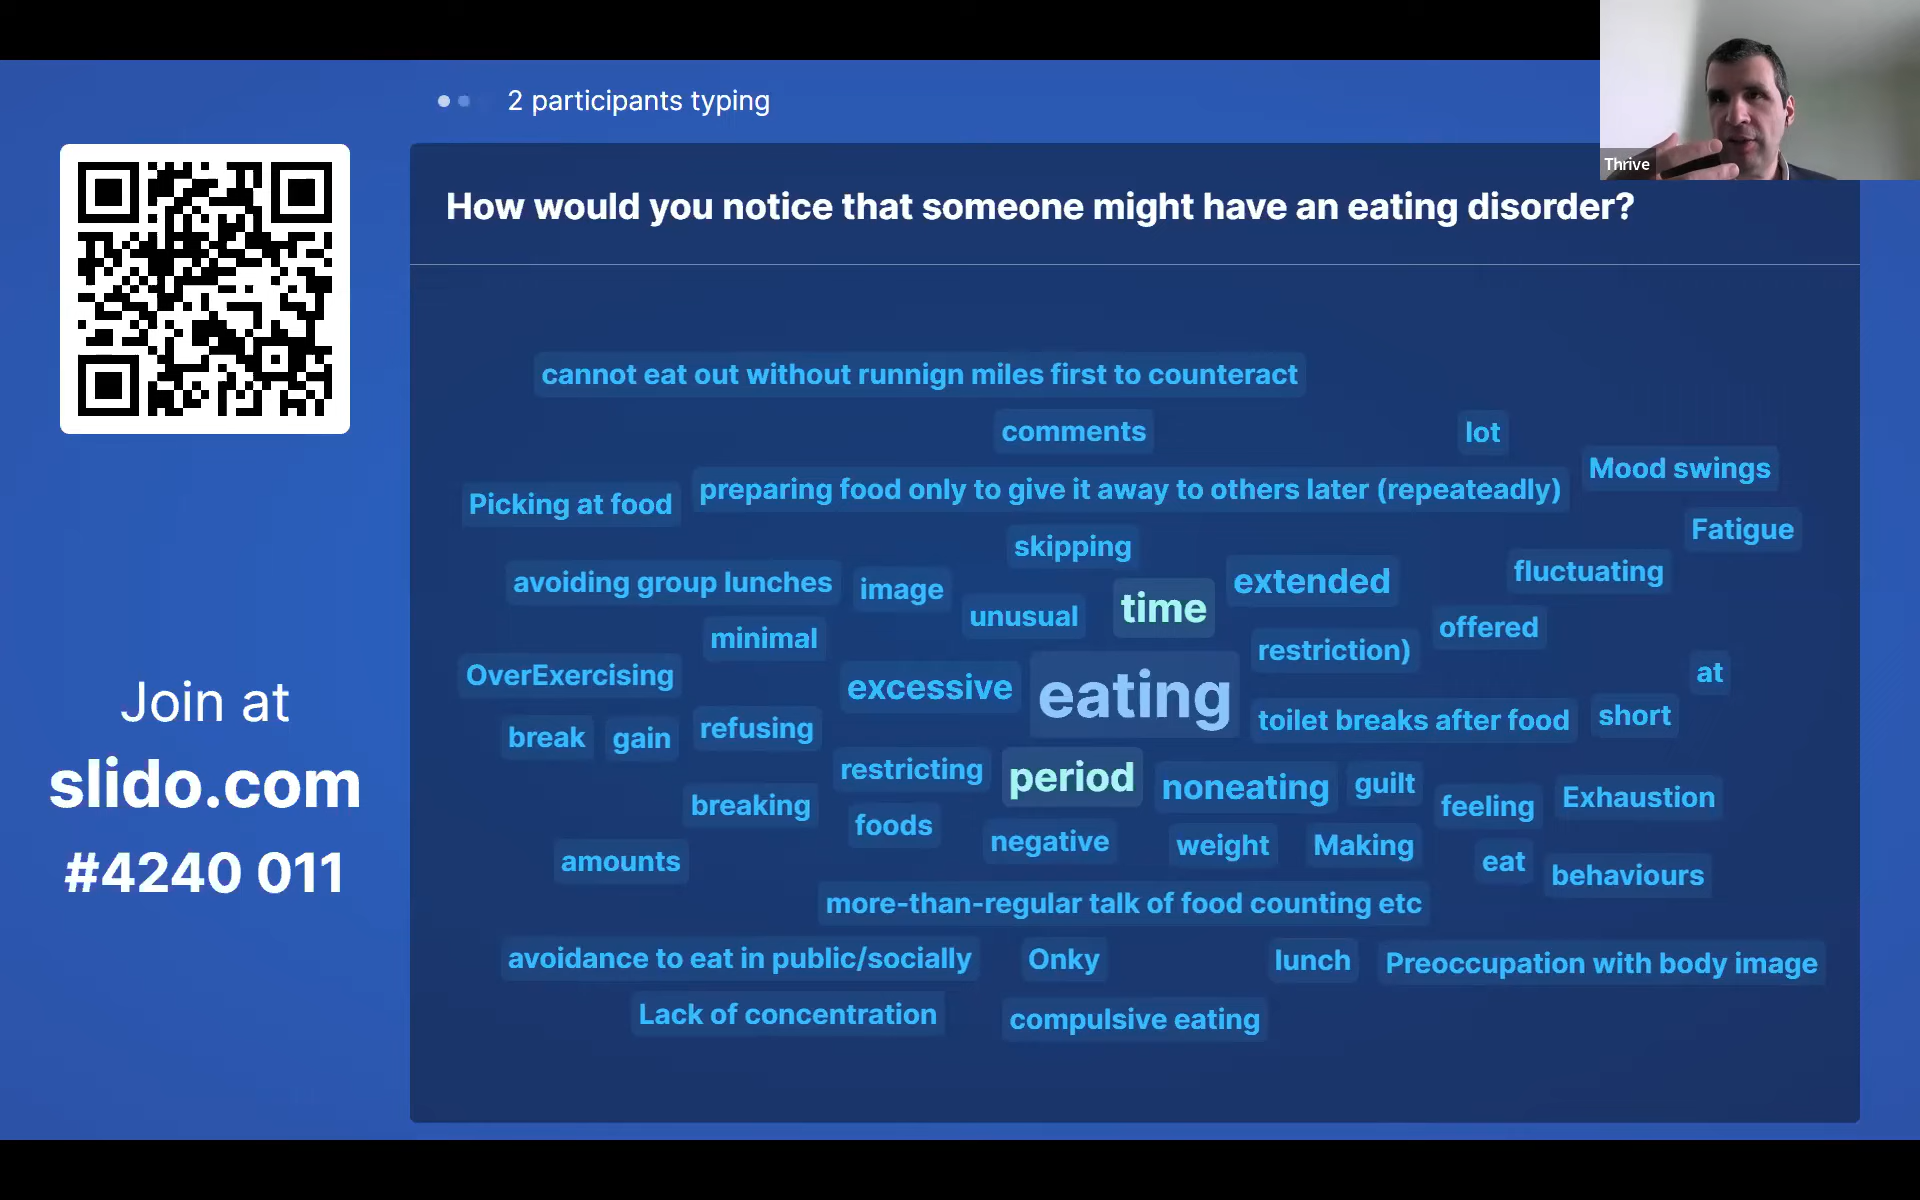 2 participants typing
Thrive
How would you notice that someone might have an eating disorder?
cannot eat out without runnign miles first to counteract
comments
lot
Mood swings
Picking at food
preparing food only to give it away to others later (repeateadly)
Fatigue
skipping
avoiding group lunches
image
extended
fluctuating
unusual
time
offered
minimal
restriction)
OverExercising
excessive
eating
at
break
gain
refusing
toilet breaks after food
short
restricting
period
noneating
guilt
feeling
Exhaustion
breaking
foods
negative
weight
Making
amounts
eat
behaviours
more-than-regular talk of food counting etc
avoidance to eat in public/socially
Onky
lunch
Preoccupation with body image
Lack of concentration
compulsive eating
Join at
slido.com
#4240 011